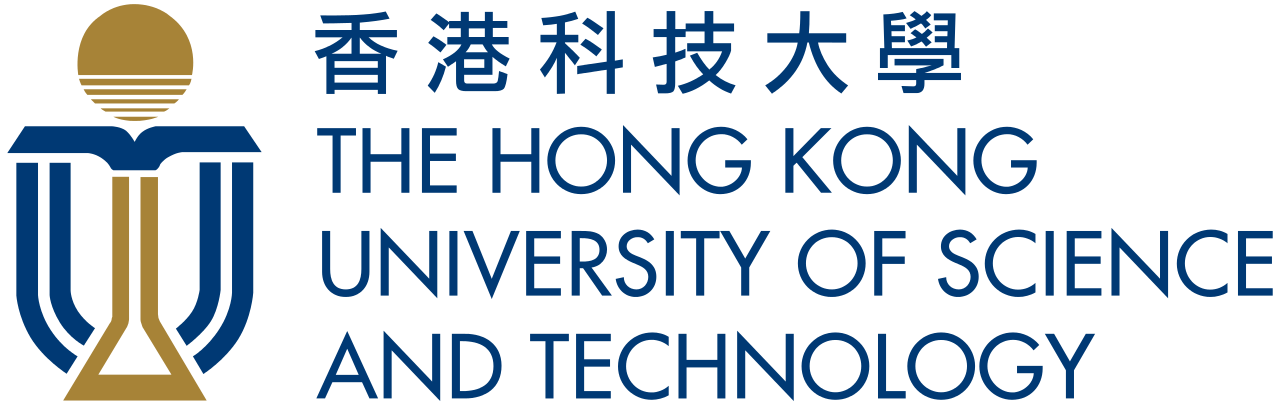 香港科技大學
THE HONG KONG
UNIVERSITY OF SCIENCE
AND TECHNOLOGY